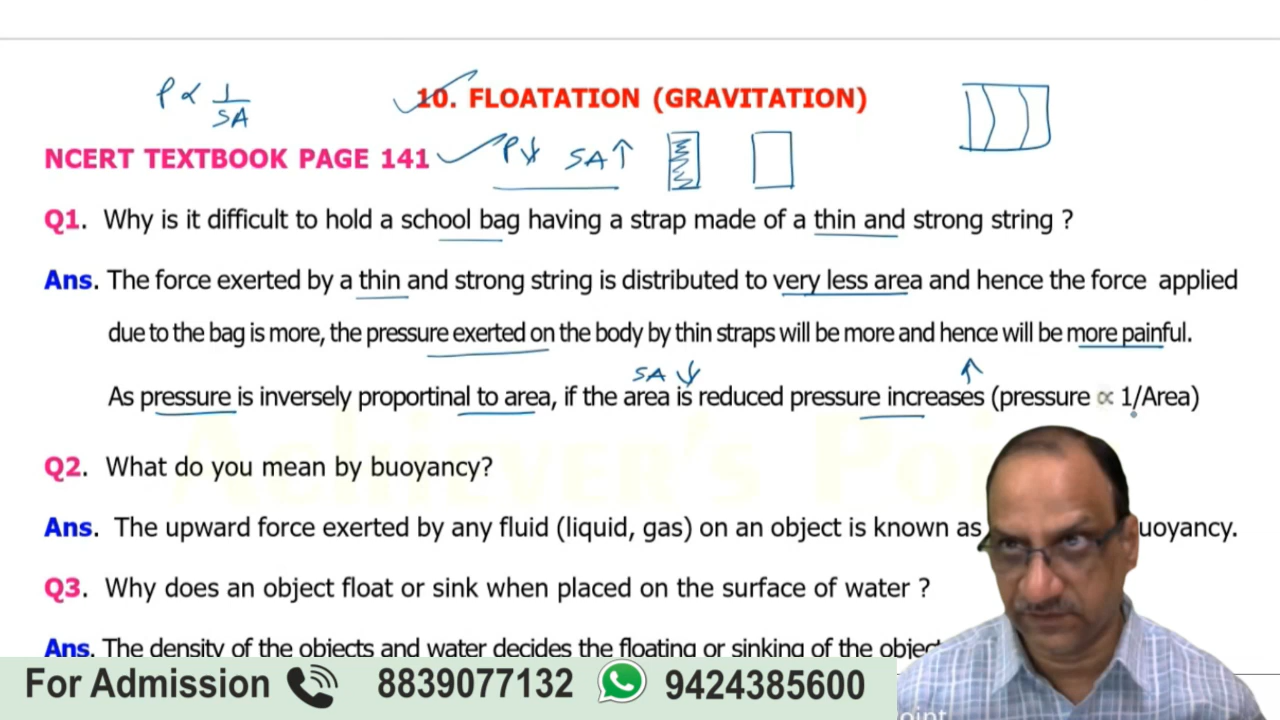 P ∝ 1/SA
10. FLOATATION (GRAVITATION)
NCERT TEXTBOOK PAGE 141 P↓ SA↑
Q1. Why is it difficult to hold a school bag having a strap made of a thin and strong string ?
Ans. The force exerted by a thin and strong string is distributed to very less area and hence the force applied
due to the bag is more, the pressure exerted on the body by thin straps will be more and hence will be more painful.
SA ↓ ↑
As pressure is inversely proportinal to area, if the area is reduced pressure increases (pressure ∝ 1/Area)
Achiever's Poi
Q2. What do you mean by buoyancy?
Ans. The upward force exerted by any fluid (liquid, gas) on an object is known as uoyancy.
Q3. Why does an object float or sink when placed on the surface of water ?
Ans. The density of the objects and water decides the floating or sinking of the objec
For Admission 8839077132 9424385600
Point